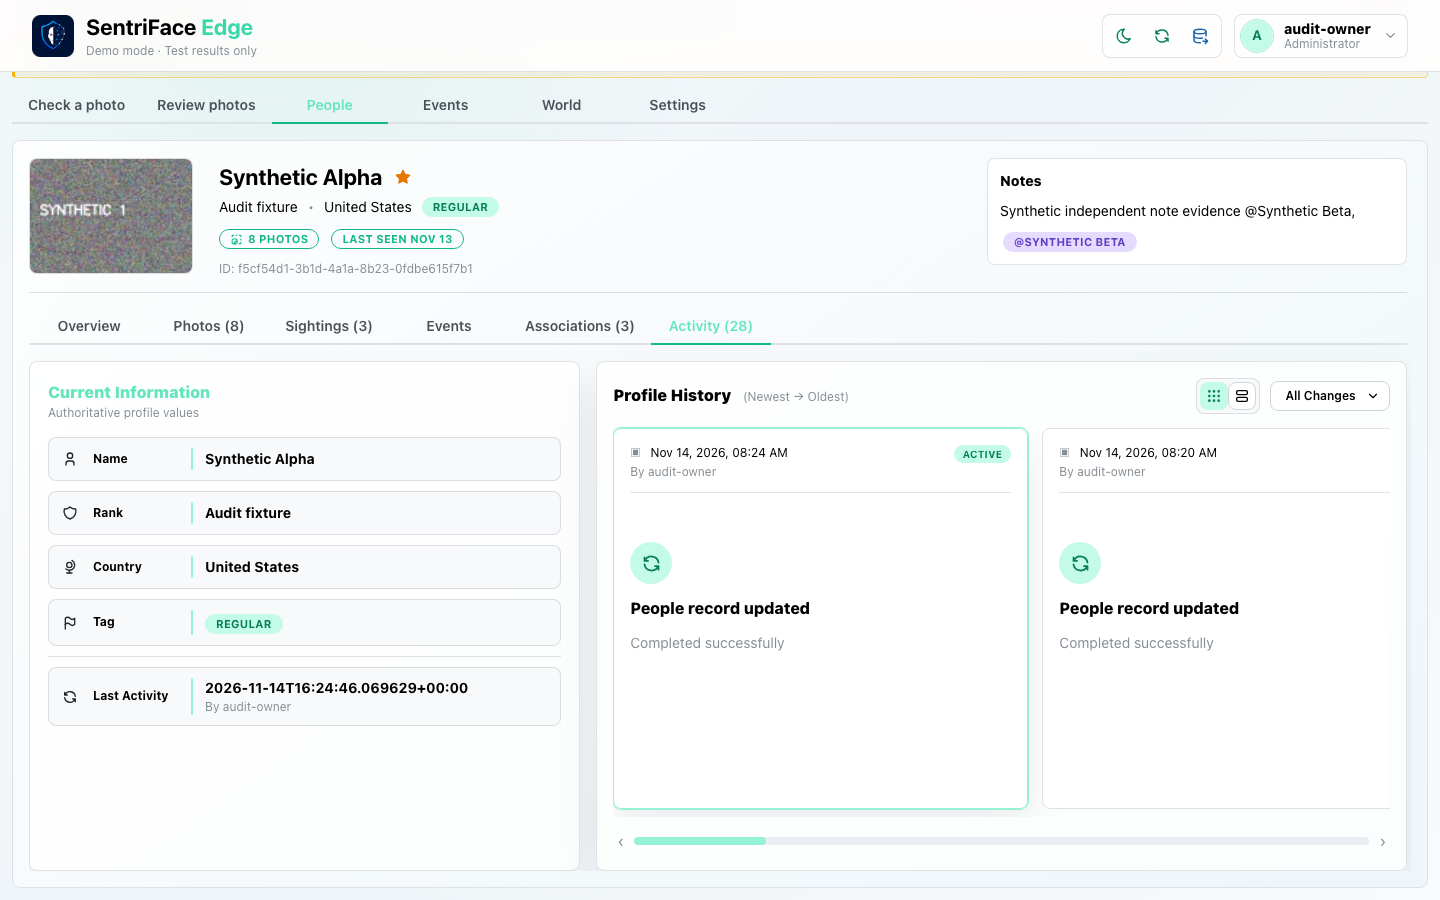 SentriFace Edge
Demo mode · Test results only
A
audit-owner
Administrator
Check a photo
Review photos
People
Events
World
Settings
SYNTHETIC 1
Synthetic Alpha
Audit fixture • United States REGULAR
8 PHOTOS
LAST SEEN NOV 13
ID: f5cf54d1-3b1d-4a1a-8b23-0fdbe615f7b1
Notes
Synthetic independent note evidence @Synthetic Beta,
@SYNTHETIC BETA
Overview
Photos (8)
Sightings (3)
Events
Associations (3)
Activity (28)
Current Information
Authoritative profile values
Name
Synthetic Alpha
Rank
Audit fixture
Country
United States
Tag
REGULAR
Last Activity
2026-11-14T16:24:46.069629+00:00
By audit-owner
Profile History (Newest → Oldest)
All Changes
Nov 14, 2026, 08:24 AM
By audit-owner
ACTIVE
People record updated
Completed successfully
Nov 14, 2026, 08:20 AM
By audit-owner
People record updated
Completed successfully